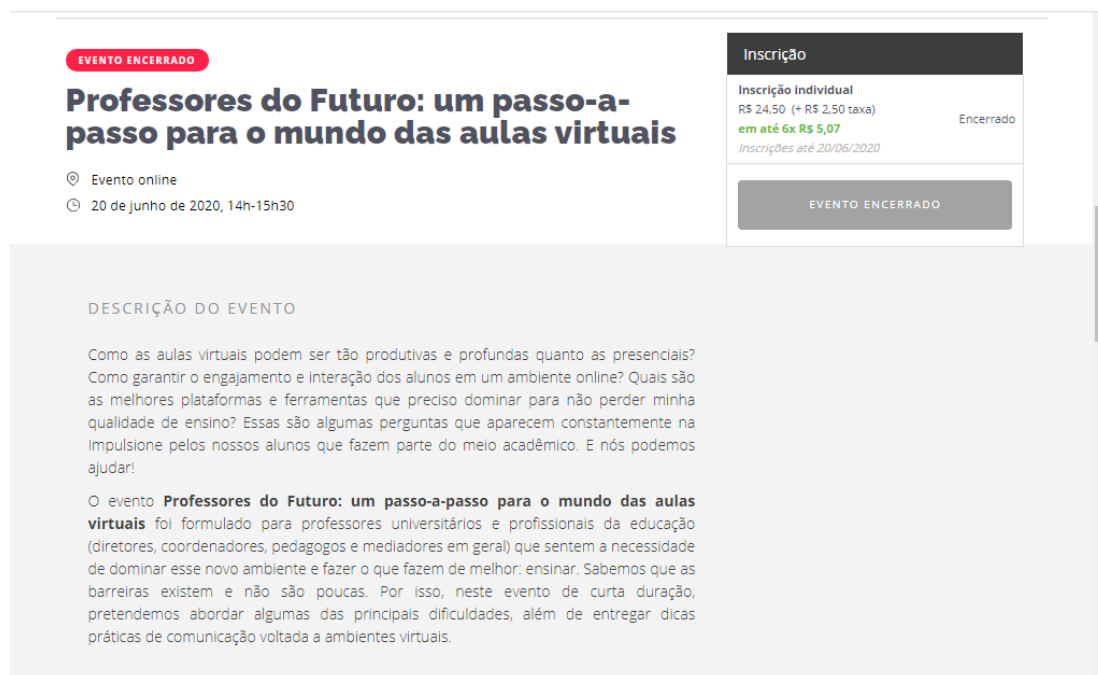 EVENTO ENCERRADO
Professores do Futuro: um passo-a-
passo para o mundo das aulas virtuais
Evento online
20 de junho de 2020, 14h-15h30
Inscrição
Inscrição individual
R$ 24,50 (+ R$ 2,50 taxa)
em até 6x R$ 5,07
Inscrições até 20/06/2020
Encerrado
EVENTO ENCERRADO
DESCRIÇÃO DO EVENTO
Como as aulas virtuais podem ser tão produtivas e profundas quanto as presenciais?
Como garantir o engajamento e interação dos alunos em um ambiente online? Quais são
as melhores plataformas e ferramentas que preciso dominar para não perder minha
qualidade de ensino? Essas são algumas perguntas que aparecem constantemente na
Impulsione pelos nossos alunos que fazem parte do meio acadêmico. E nós podemos
ajudar!
O evento Professores do Futuro: um passo-a-passo para o mundo das aulas
virtuais foi formulado para professores universitários e profissionais da educação
(diretores, coordenadores, pedagogos e mediadores em geral) que sentem a necessidade
de dominar esse novo ambiente e fazer o que fazem de melhor: ensinar. Sabemos que as
barreiras existem e não são poucas. Por isso, neste evento de curta duração,
pretendemos abordar algumas das principais dificuldades, além de entregar dicas
práticas de comunicação voltada a ambientes virtuais.